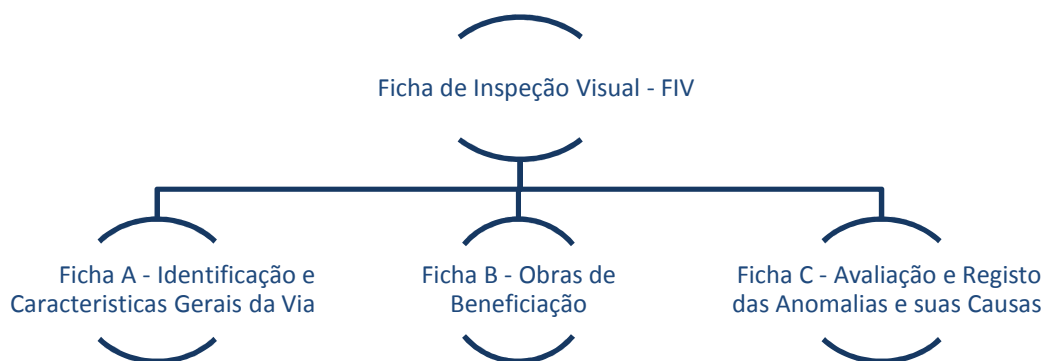 Ficha de Inspeção Visual - FIV
Ficha A - Identificação e
Caracteristicas Gerais da Via
Ficha B - Obras de
Beneficiação
Ficha C - Avaliação e Registo
das Anomalias e suas Causas